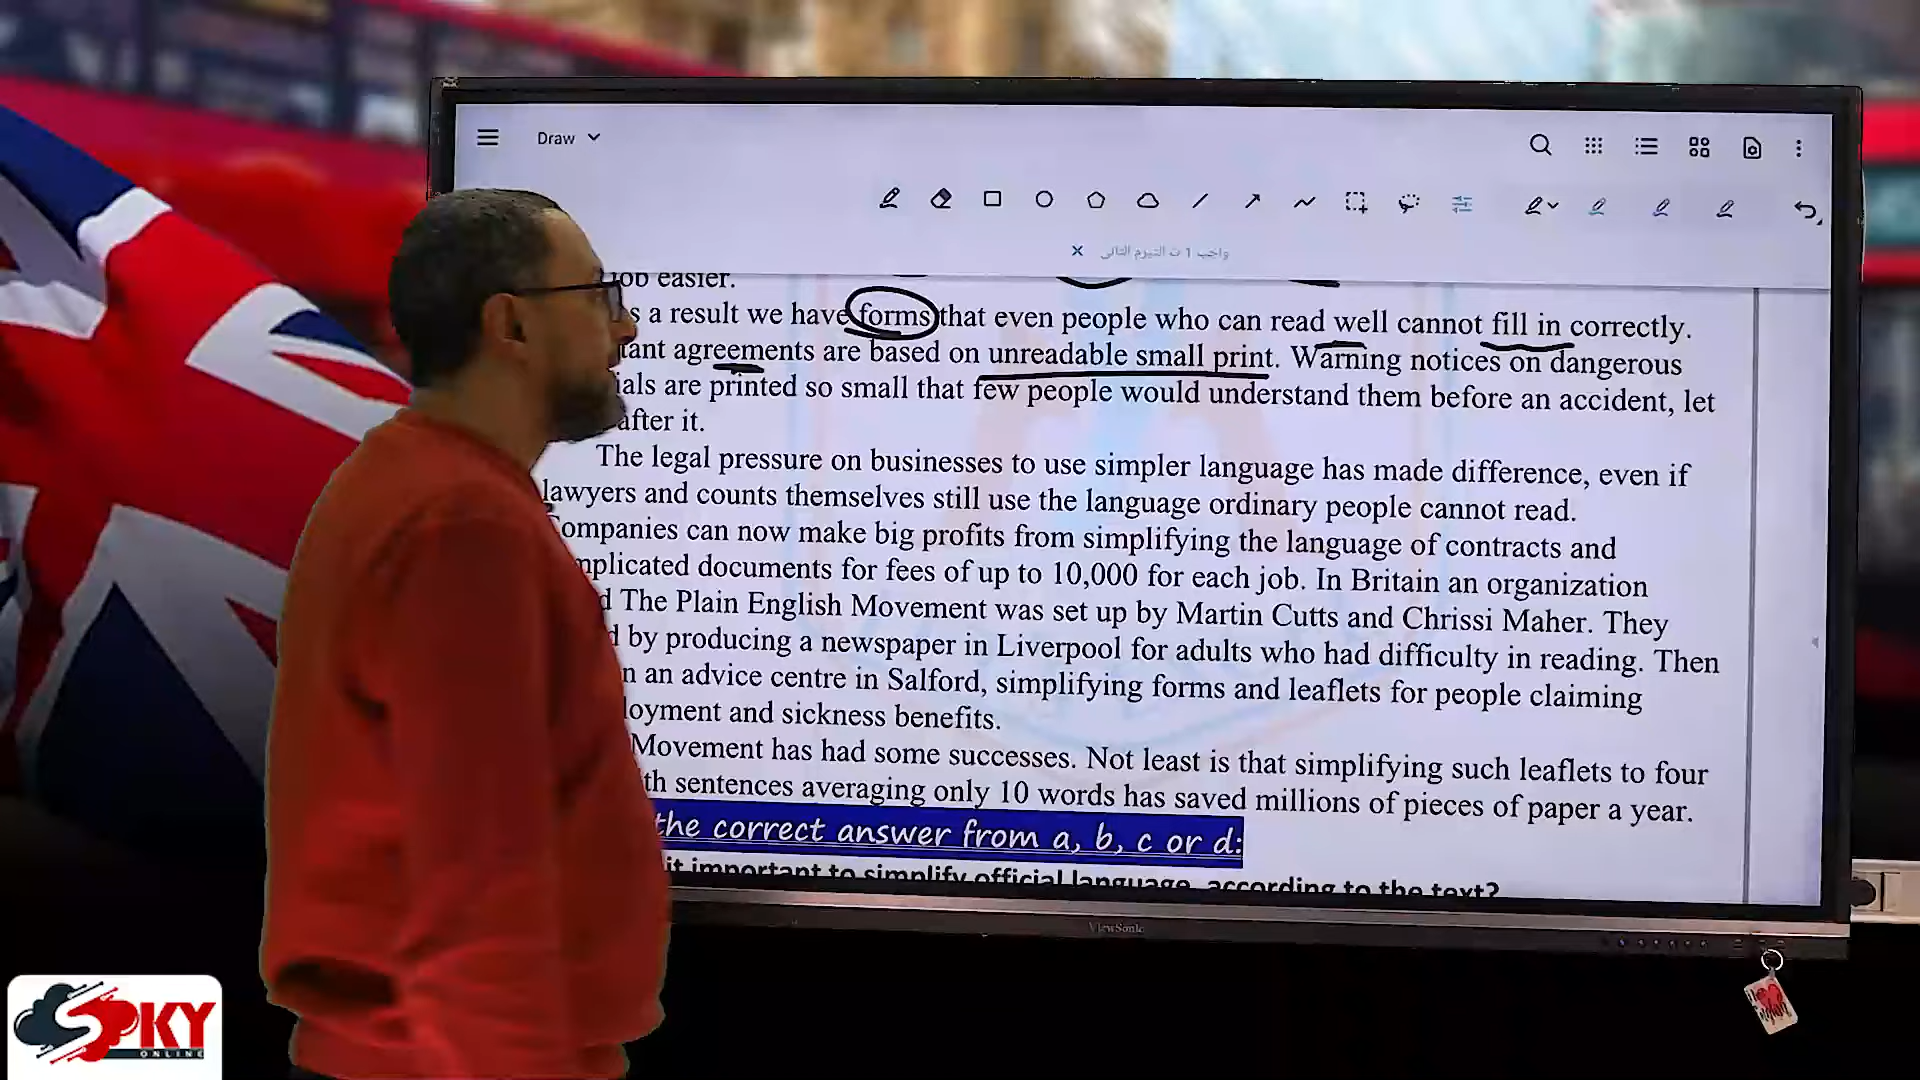 Draw
واجب 1 ث التيرم الثانى
job easier.
s a result we have forms that even people who can read well cannot fill in correctly.
tant agreements are based on unreadable small print. Warning notices on dangerous
ials are printed so small that few people would understand them before an accident, let
after it.
The legal pressure on businesses to use simpler language has made difference, even if
lawyers and counts themselves still use the language ordinary people cannot read.
Companies can now make big profits from simplifying the language of contracts and
mplicated documents for fees of up to 10,000 for each job. In Britain an organization
d The Plain English Movement was set up by Martin Cutts and Chrissi Maher. They
d by producing a newspaper in Liverpool for adults who had difficulty in reading. Then
n an advice centre in Salford, simplifying forms and leaflets for people claiming
loyment and sickness benefits.
Movement has had some successes. Not least is that simplifying such leaflets to four
th sentences averaging only 10 words has saved millions of pieces of paper a year.
the correct answer from a, b, c or d:
it important to simplify official language, according to the text?
ViewSonic
SKY
ONLINE